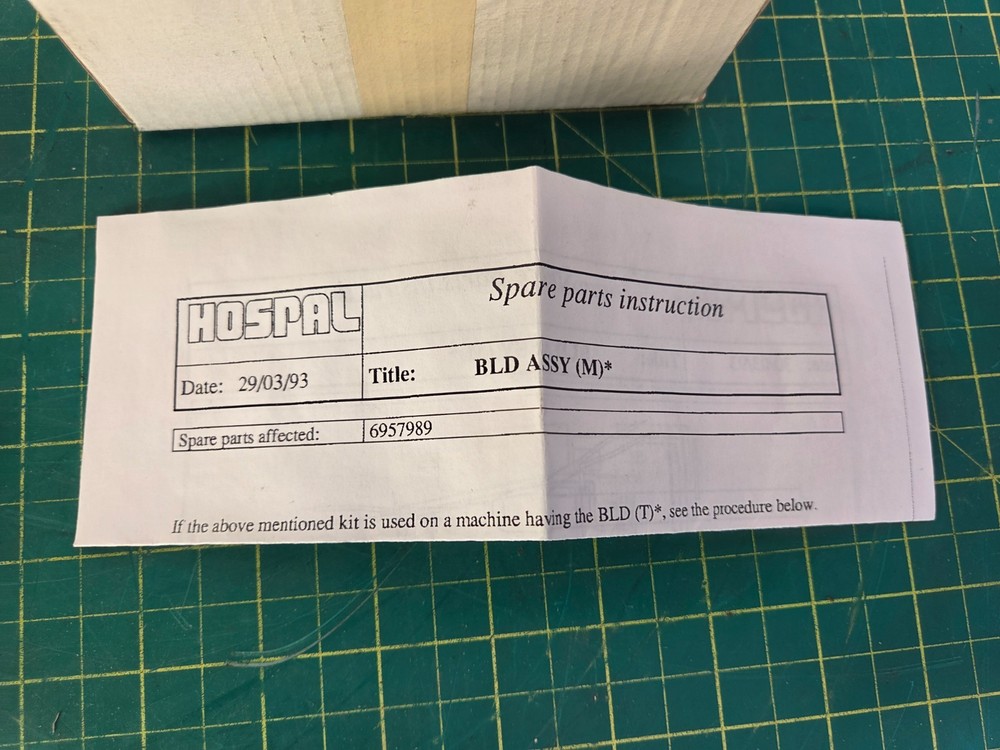 HOSPAL
Spare parts instruction
Date: 29/03/93
Title: BLD ASSY (M)*
Spare parts affected: 6957989
If the above mentioned kit is used on a machine having the BLD (T)*, see the procedure below.